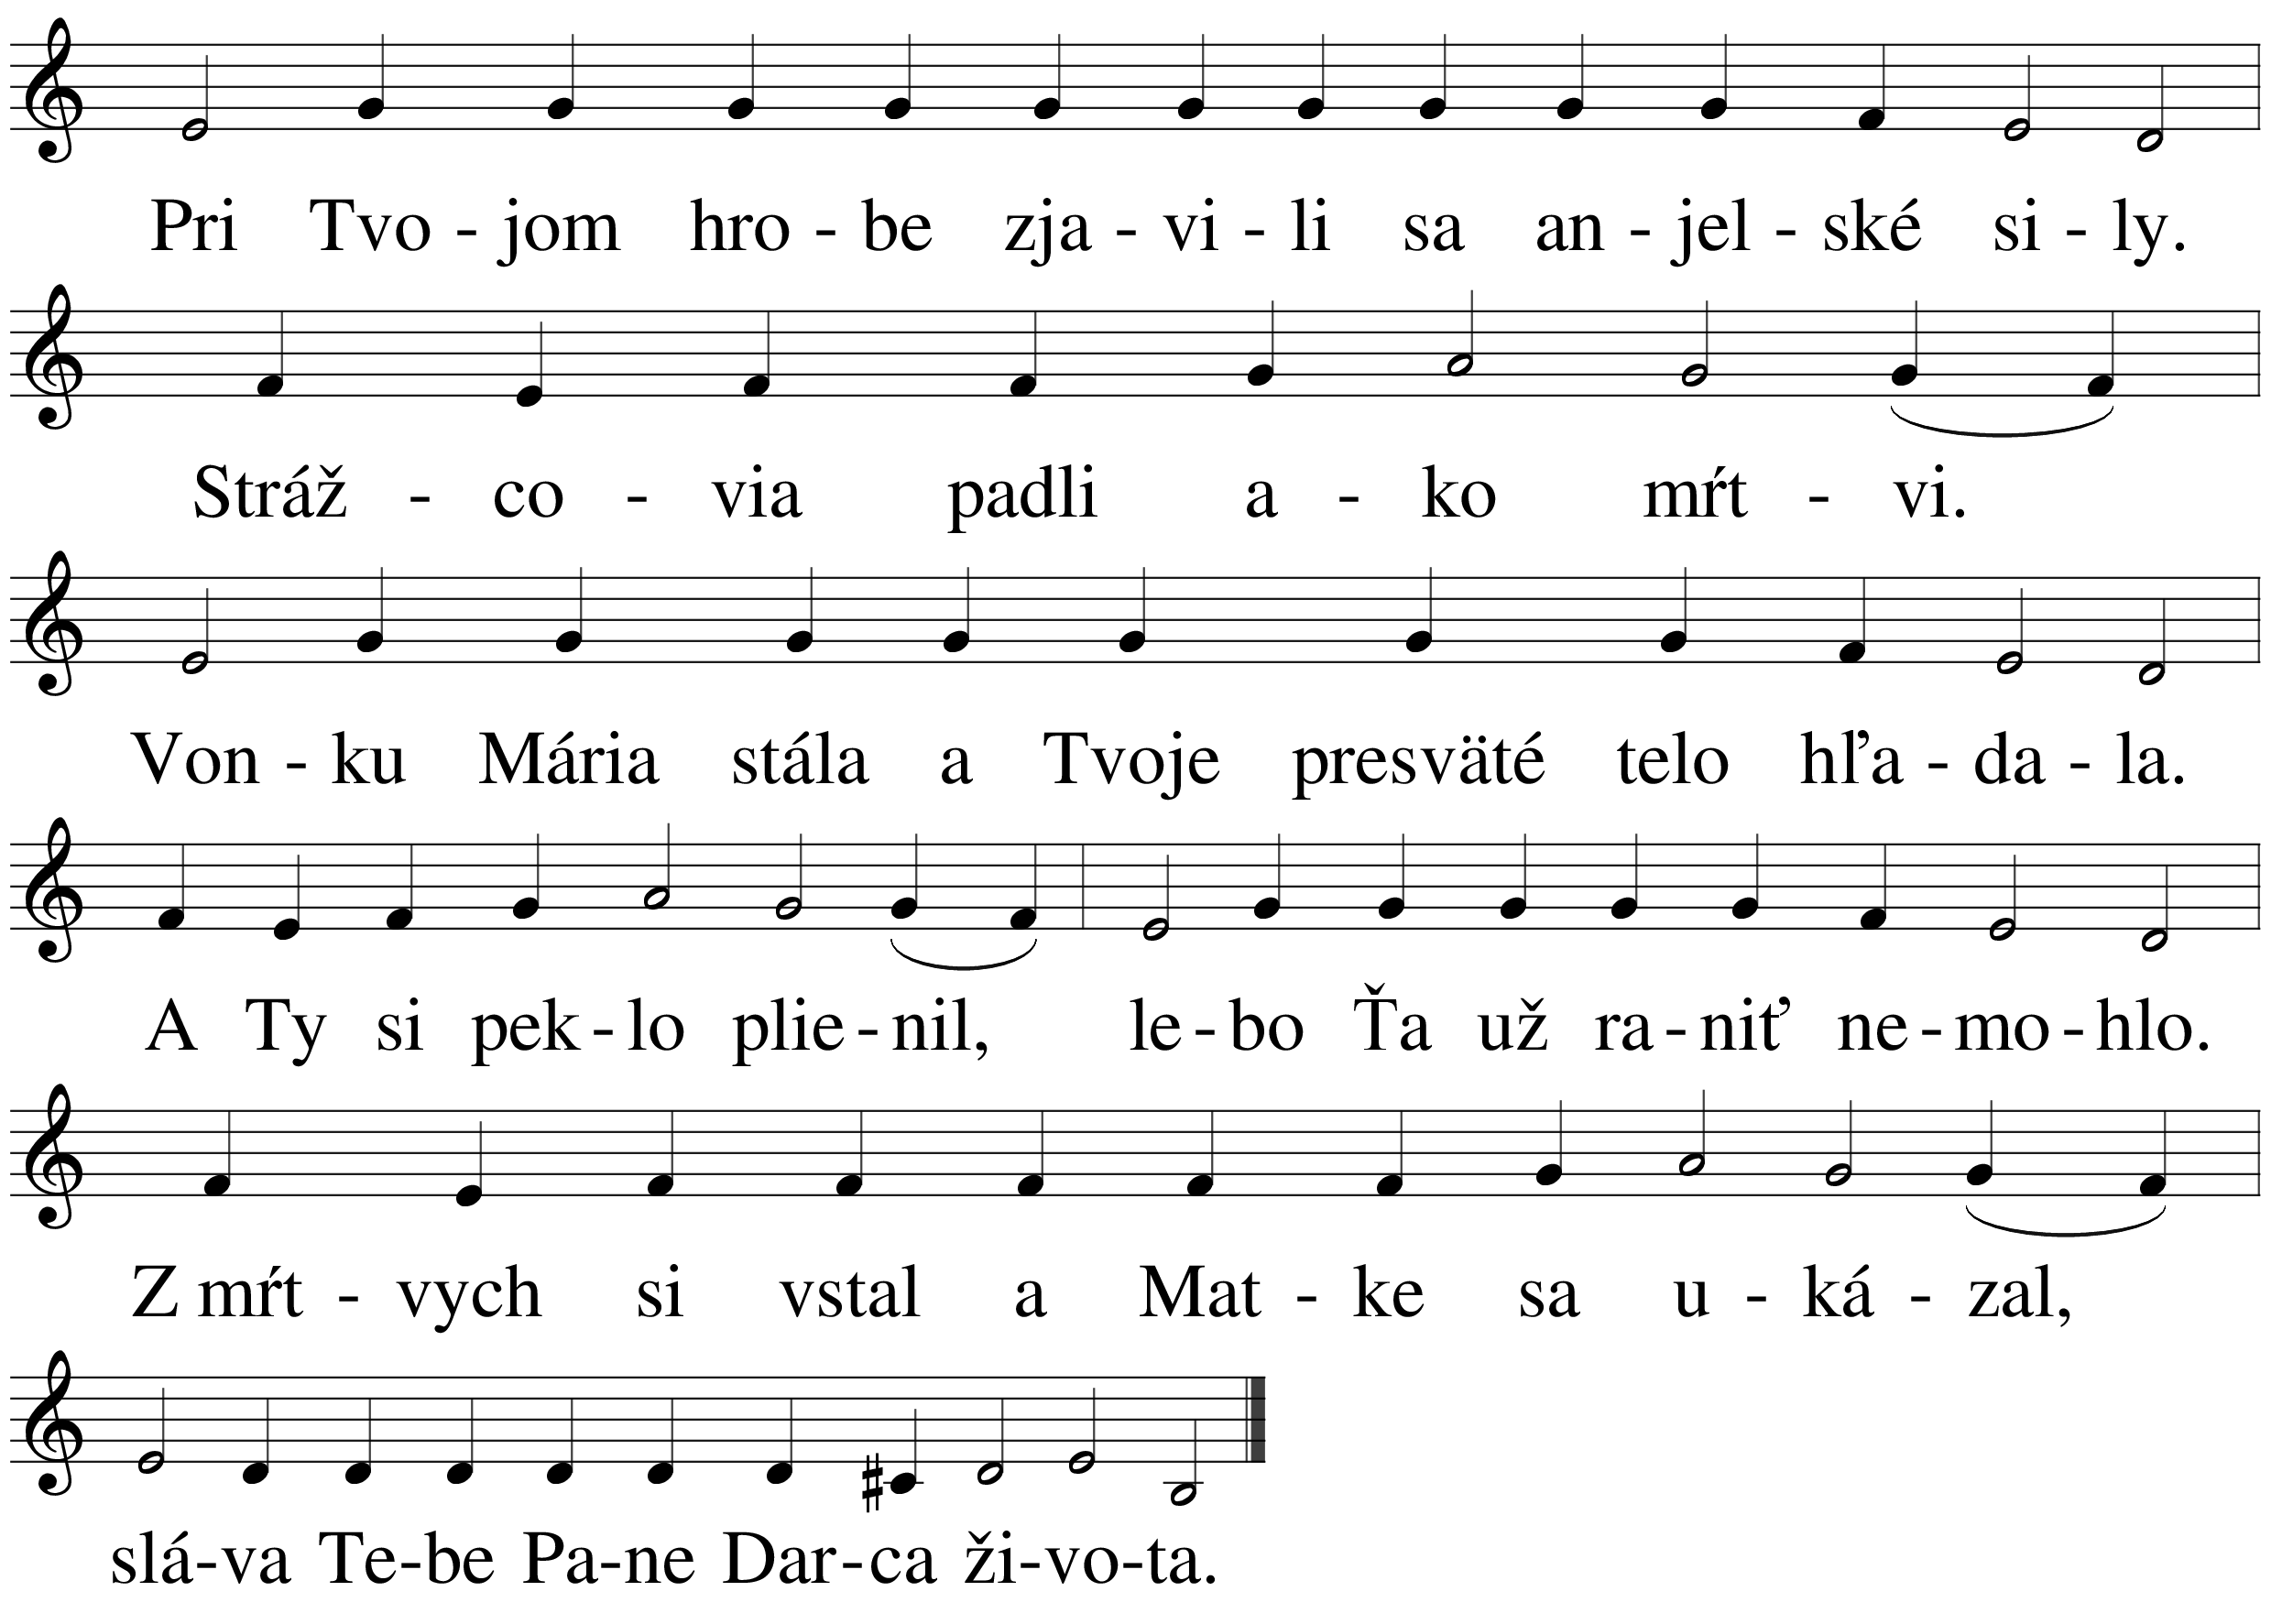 Pri Tvo - jom hro - be zja - vi - li sa an - jel - ské si - ly.
Stráž - co - via padli a - ko mŕt - vi.
Von - ku Mária stála a Tvoje presväté telo hľa - da - la.
A Ty si pek - lo plie - nil, le - bo Ťa už ra - niť ne - mo - hlo.
Z mŕt - vych si vstal a Mat - ke sa u - ká - zal,
slá - va Te - be Pa - ne Dar - ca ži - vo - ta.